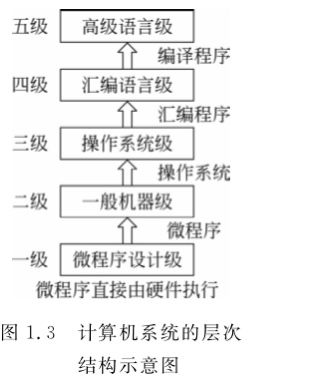 五级 高级语言级
编译程序
四级 汇编语言级
汇编程序
三级 操作系统级
操作系统
二级 一般机器级
微程序
一级 微程序设计级
微程序直接由硬件执行
图 1.3 计算机系统的层次
结构示意图